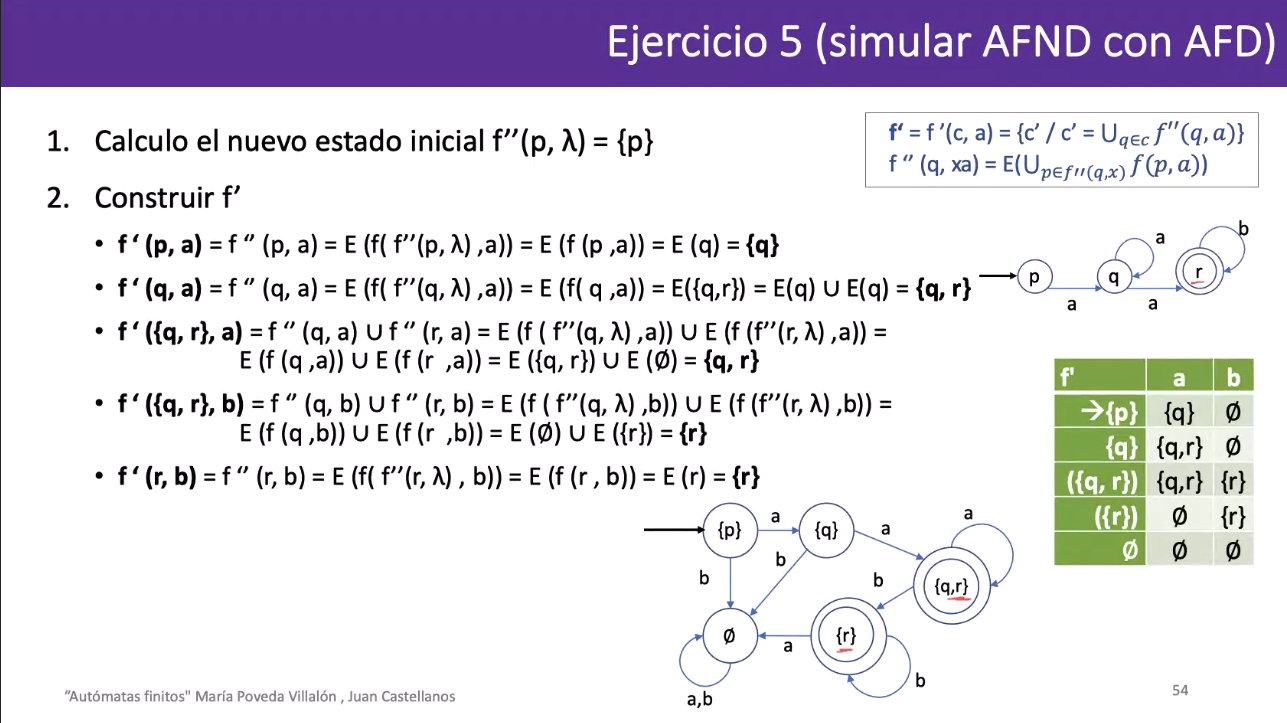 Ejercicio 5 (simular AFND con AFD)
1. Calculo el nuevo estado inicial f’’(p, λ) = {p}
f‘ = f ’(c, a) = {c’ / c’ = ⋃q∈c f′′(q, a)}
f ‘’ (q, xa) = E(⋃p∈f′′(q,x) f(p, a))
2. Construir f’
• f ‘ (p, a) = f ‘’ (p, a) = E (f( f’’(p, λ) ,a)) = E (f (p ,a)) = E (q) = {q}
• f ‘ (q, a) = f ‘’ (q, a) = E (f( f’’(q, λ) ,a)) = E (f( q ,a)) = E({q,r}) = E(q) ∪ E(q) = {q, r}
• f ‘ ({q, r}, a) = f ‘’ (q, a) ∪ f ‘’ (r, a) = E (f ( f’’(q, λ) ,a)) ∪ E (f (f’’(r, λ) ,a)) =
E (f (q ,a)) ∪ E (f (r ,a)) = E ({q, r}) ∪ E (Ø) = {q, r}
• f ‘ ({q, r}, b) = f ‘’ (q, b) ∪ f ‘’ (r, b) = E (f ( f’’(q, λ) ,b)) ∪ E (f (f’’(r, λ) ,b)) =
E (f (q ,b)) ∪ E (f (r ,b)) = E (Ø) ∪ E ({r}) = {r}
• f ‘ (r, b) = f ‘’ (r, b) = E (f( f’’(r, λ) , b)) = E (f (r , b)) = E (r) = {r}
a b
p q r
a a
f' a b
→{p} {q} Ø
{q} {q,r} Ø
({q, r}) {q,r} {r}
({r}) Ø {r}
Ø Ø Ø
{p} a {q} a a
b b
b {q,r}
Ø a {r}
b
a,b
”Autómatas finitos" María Poveda Villalón , Juan Castellanos
54